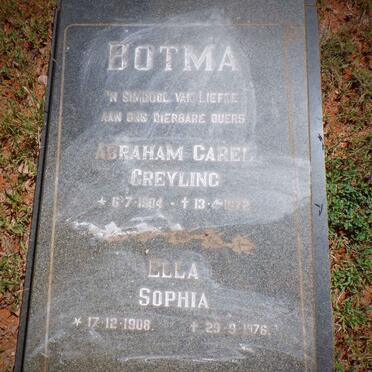 BOTMA
'N SIMBOOL VAN LIEFDE
AAN ONS DIERBARE OUERS
ABRAHAM CAREL
GREYLING
* 6·7·1904 · ✝ 13·4·1972
ELLA
SOPHIA
* 17·12·1908. ✝ 29·9·1976.